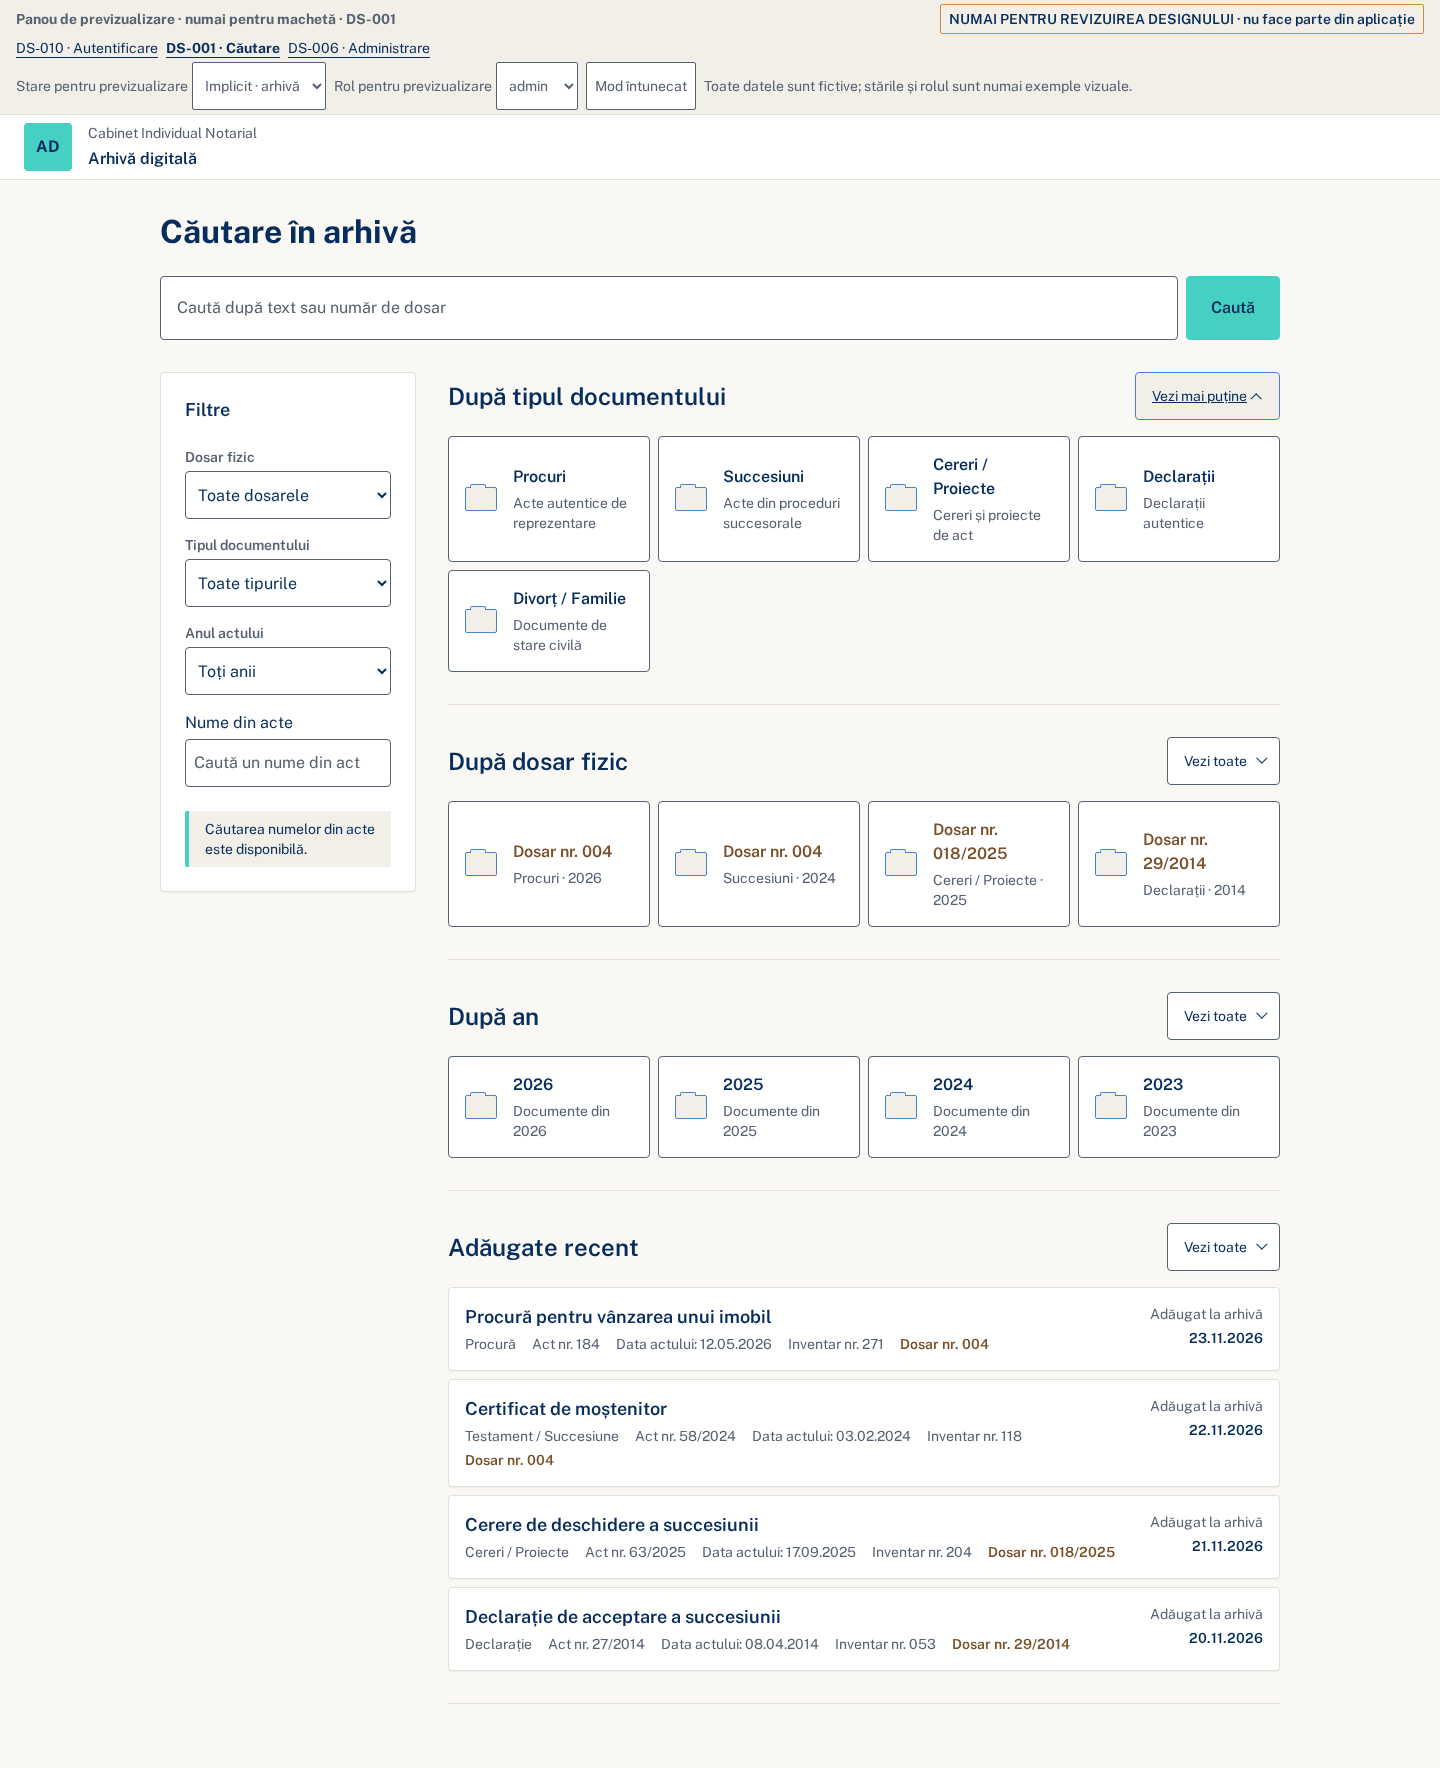 Panou de previzualizare · numai pentru machetă · DS-001
NUMAI PENTRU REVIZUIREA DESIGNULUI · nu face parte din aplicație
DS-010 · Autentificare DS-001 · Căutare DS-006 · Administrare
Stare pentru previzualizare Implicit · arhivă Rol pentru previzualizare admin Mod întunecat Toate datele sunt fictive; stările și rolul sunt numai exemple vizuale.
AD
Cabinet Individual Notarial
Arhivă digitală
Căutare în arhivă
Caută după text sau număr de dosar
Caută
Filtre
Dosar fizic
Toate dosarele
Tipul documentului
Toate tipurile
Anul actului
Toți anii
Nume din acte
Caută un nume din act
Căutarea numelor din acte
este disponibilă.
După tipul documentului
Vezi mai puține
Procuri
Acte autentice de
reprezentare
Succesiuni
Acte din proceduri
succesorale
Cereri /
Proiecte
Cereri și proiecte
de act
Declarații
Declarații
autentice
Divorț / Familie
Documente de
stare civilă
După dosar fizic
Vezi toate
Dosar nr. 004
Procuri · 2026
Dosar nr. 004
Succesiuni · 2024
Dosar nr.
018/2025
Cereri / Proiecte ·
2025
Dosar nr.
29/2014
Declarații · 2014
După an
Vezi toate
2026
Documente din
2026
2025
Documente din
2025
2024
Documente din
2024
2023
Documente din
2023
Adăugate recent
Vezi toate
Procură pentru vânzarea unui imobil
Procură Act nr. 184 Data actului: 12.05.2026 Inventar nr. 271 Dosar nr. 004
Adăugat la arhivă
23.11.2026
Certificat de moștenitor
Testament / Succesiune Act nr. 58/2024 Data actului: 03.02.2024 Inventar nr. 118
Dosar nr. 004
Adăugat la arhivă
22.11.2026
Cerere de deschidere a succesiunii
Cereri / Proiecte Act nr. 63/2025 Data actului: 17.09.2025 Inventar nr. 204 Dosar nr. 018/2025
Adăugat la arhivă
21.11.2026
Declarație de acceptare a succesiunii
Declarație Act nr. 27/2014 Data actului: 08.04.2014 Inventar nr. 053 Dosar nr. 29/2014
Adăugat la arhivă
20.11.2026